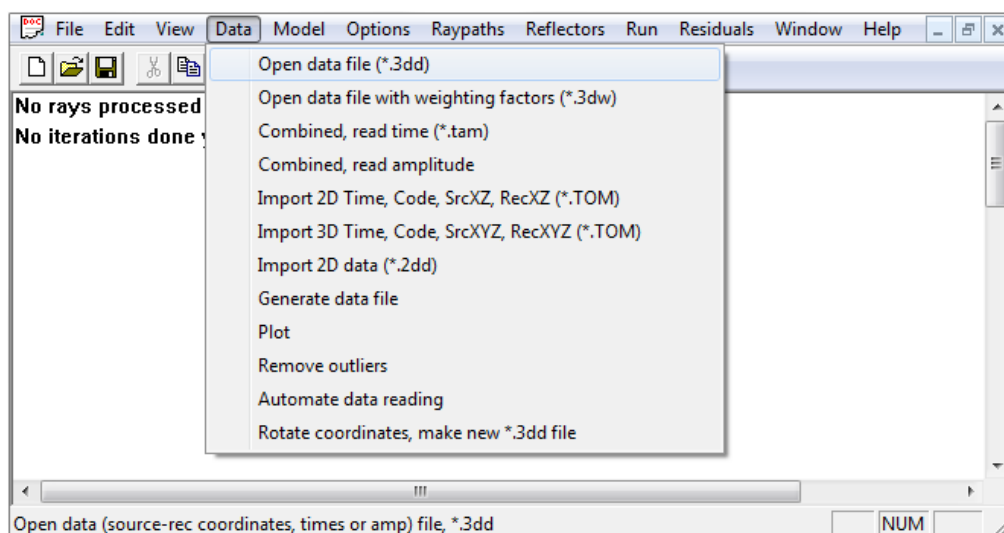 DOC File Edit View Data Model Options Raypaths Reflectors Run Residuals Window Help
Open data file (*.3dd)
No rays processed
Open data file with weighting factors (*.3dw)
No iterations done
Combined, read time (*.tam)
Combined, read amplitude
Import 2D Time, Code, SrcXZ, RecXZ (*.TOM)
Import 3D Time, Code, SrcXYZ, RecXYZ (*.TOM)
Import 2D data (*.2dd)
Generate data file
Plot
Remove outliers
Automate data reading
Rotate coordinates, make new *.3dd file
Open data (source-rec coordinates, times or amp) file, *.3dd NUM